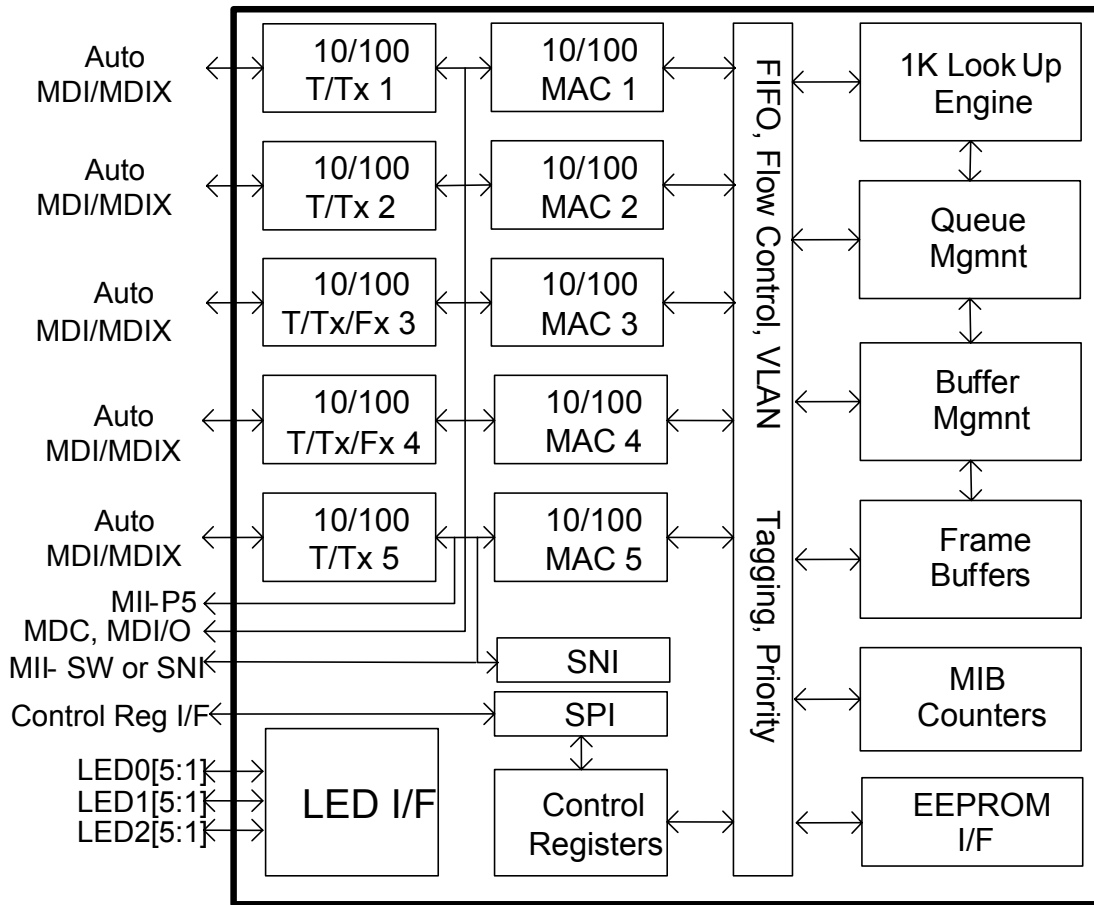 Auto
MDI/MDIX
10/100
T/Tx 1
10/100
MAC 1
Auto
MDI/MDIX
10/100
T/Tx 2
10/100
MAC 2
Auto
MDI/MDIX
10/100
T/Tx/Fx 3
10/100
MAC 3
Auto
MDI/MDIX
10/100
T/Tx/Fx 4
10/100
MAC 4
Auto
MDI/MDIX
10/100
T/Tx 5
10/100
MAC 5
MII-P5
MDC, MDI/O
MII- SW or SNI
SNI
Control Reg I/F
SPI
LED0[5:1]
LED1[5:1]
LED2[5:1]
LED I/F
Control
Registers
FIFO, Flow Control, VLAN Tagging, Priority
1K Look Up
Engine
Queue
Mgmnt
Buffer
Mgmnt
Frame
Buffers
MIB
Counters
EEPROM
I/F